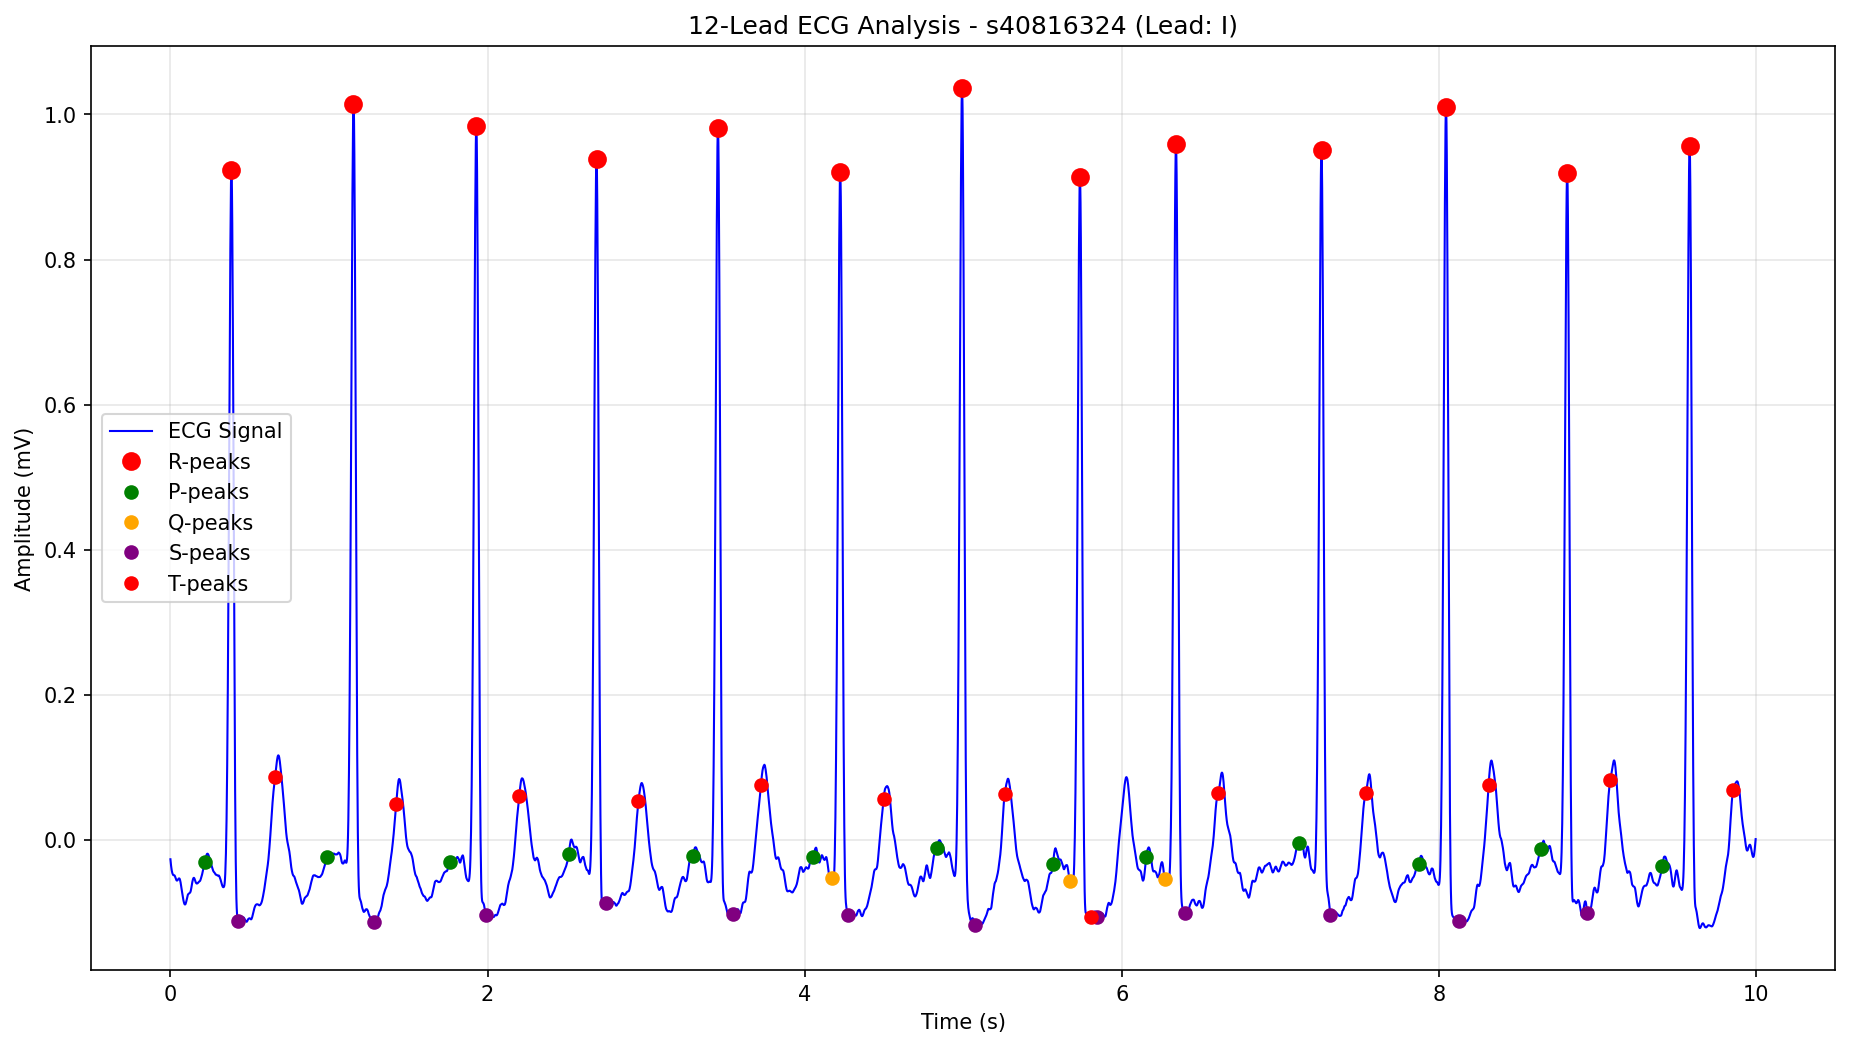 12-Lead ECG Analysis - s40816324 (Lead: I)
Amplitude (mV)
1.0
0.8
0.6
0.4
0.2
0.0
ECG Signal
R-peaks
P-peaks
Q-peaks
S-peaks
T-peaks
0 2 4 6 8 10
Time (s)